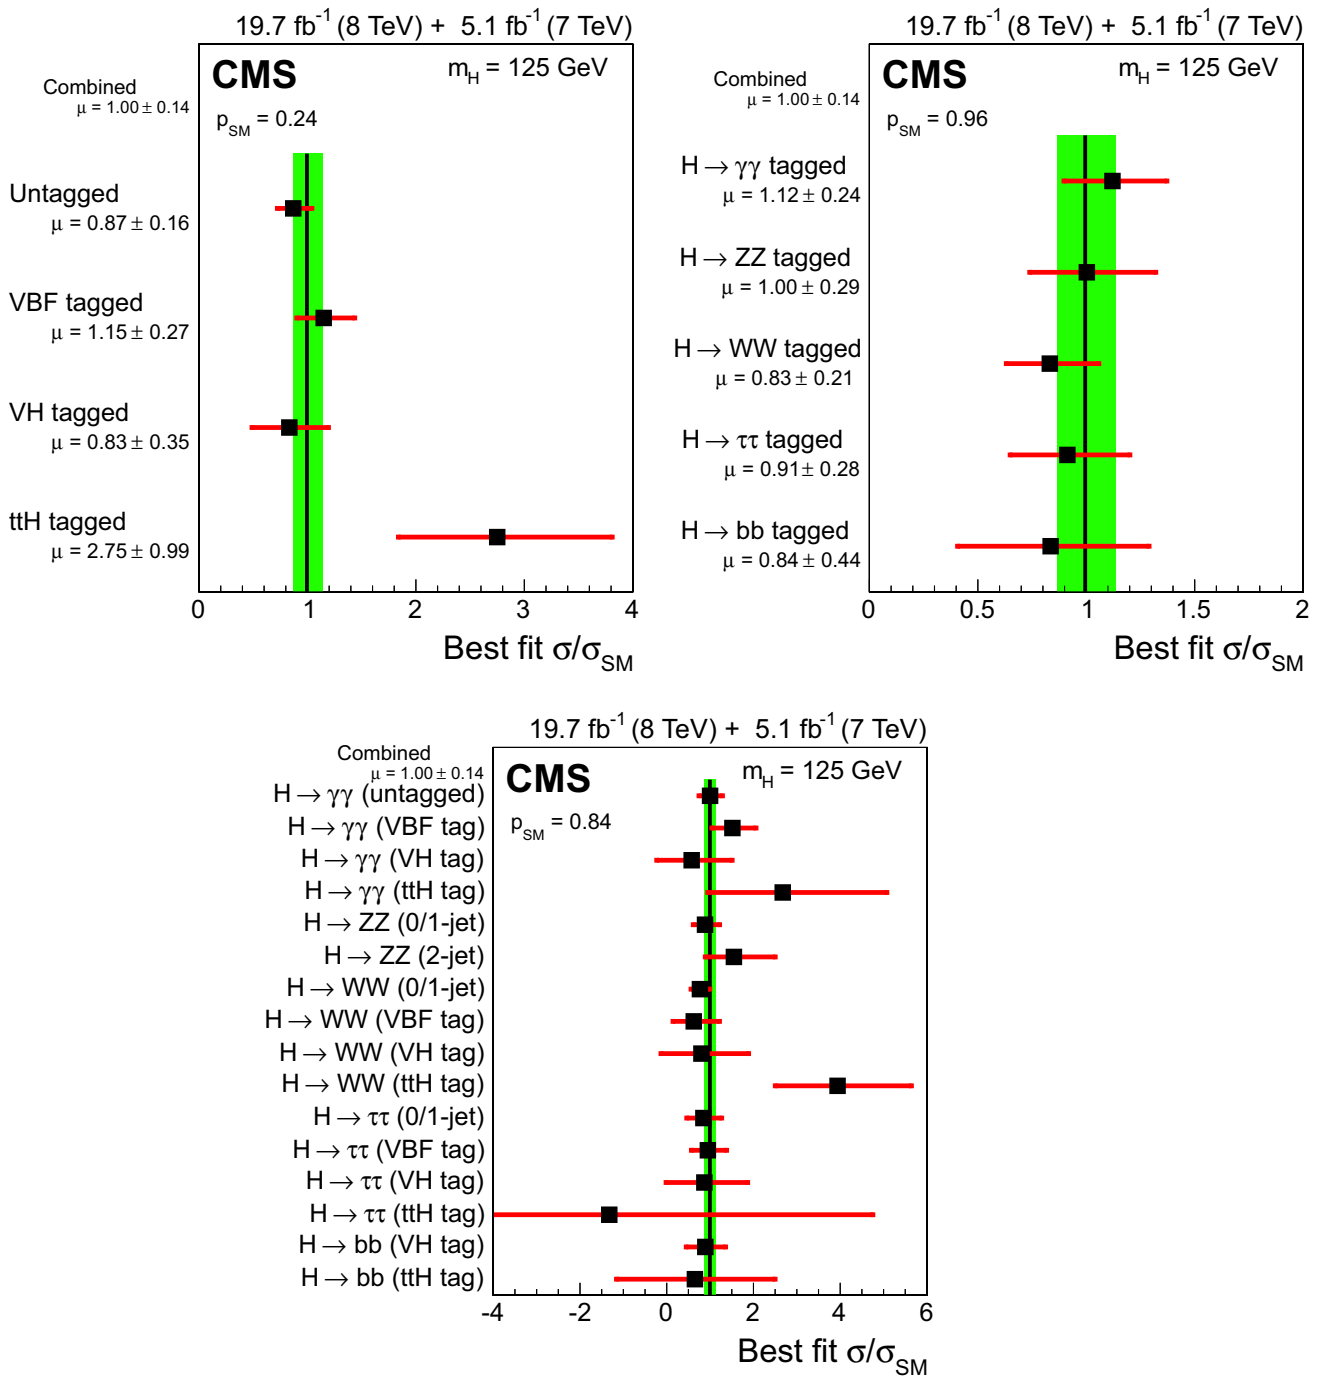 19.7 fb⁻¹ (8 TeV) + 5.1 fb⁻¹ (7 TeV)
CMS
m_H = 125 GeV
Combined
μ = 1.00 ± 0.14
p_SM = 0.24
Untagged
μ = 0.87 ± 0.16
VBF tagged
μ = 1.15 ± 0.27
VH tagged
μ = 0.83 ± 0.35
ttH tagged
μ = 2.75 ± 0.99
0 1 2 3 4
Best fit σ/σ_SM
19.7 fb⁻¹ (8 TeV) + 5.1 fb⁻¹ (7 TeV)
CMS
m_H = 125 GeV
Combined
μ = 1.00 ± 0.14
p_SM = 0.96
H → γγ tagged
μ = 1.12 ± 0.24
H → ZZ tagged
μ = 1.00 ± 0.29
H → WW tagged
μ = 0.83 ± 0.21
H → ττ tagged
μ = 0.91 ± 0.28
H → bb tagged
μ = 0.84 ± 0.44
0 0.5 1 1.5 2
Best fit σ/σ_SM
19.7 fb⁻¹ (8 TeV) + 5.1 fb⁻¹ (7 TeV)
Combined
μ = 1.00 ± 0.14
CMS
m_H = 125 GeV
p_SM = 0.84
H → γγ (untagged)
H → γγ (VBF tag)
H → γγ (VH tag)
H → γγ (ttH tag)
H → ZZ (0/1-jet)
H → ZZ (2-jet)
H → WW (0/1-jet)
H → WW (VBF tag)
H → WW (VH tag)
H → WW (ttH tag)
H → ττ (0/1-jet)
H → ττ (VBF tag)
H → ττ (VH tag)
H → ττ (ttH tag)
H → bb (VH tag)
H → bb (ttH tag)
-4 -2 0 2 4 6
Best fit σ/σ_SM